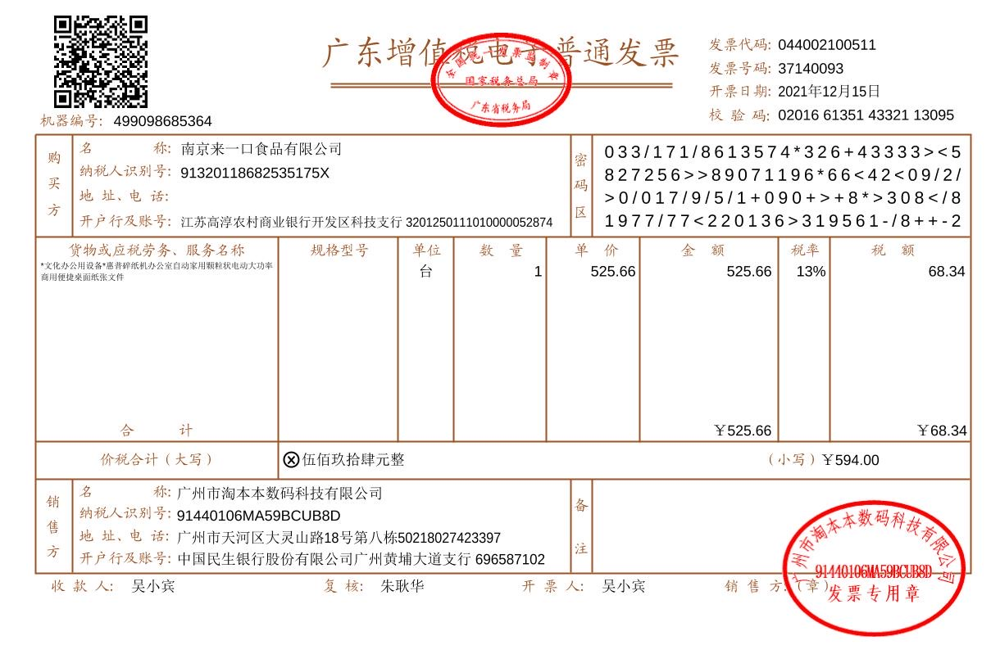 广东增值税电子普通发票
全国统一发票监制章
国家税务总局
广东省税务局
发票代码: 044002100511
发票号码: 37140093
开票日期: 2021年12月15日
校 验 码: 02016 61351 43321 13095
机器编号: 499098685364
购买方
名 称: 南京来一口食品有限公司
纳税人识别号: 91320118682535175X
地 址、电 话:
开户行及账号: 江苏高淳农村商业银行开发区科技支行 3201250111010000052874
密码区
033/171/8613574*326+43333><5
827256>>89071196*66<42<09/2/
>0/017/9/5/1+090+>+8*>308</8
1977/77<220136>319561-/8++-2
货物或应税劳务、服务名称 规格型号 单位 数 量 单 价 金 额 税率 税 额
*文化办公用设备*惠普碎纸机办公室自动家用颗粒状电动大功率 台 1 525.66 525.66 13% 68.34
商用便捷桌面纸张文件
合 计 ￥525.66 ￥68.34
价税合计（大写） ⓧ伍佰玖拾肆元整 （小写）￥594.00
销售方
名 称: 广州市淘本本数码科技有限公司
纳税人识别号: 91440106MA59BCUB8D
地 址、电 话: 广州市天河区大灵山路18号第八栋50218027423397
开户行及账号: 中国民生银行股份有限公司广州黄埔大道支行 696587102
备注
收 款 人: 吴小宾 复 核: 朱耿华 开 票 人: 吴小宾 销 售 方:（章）
广州市淘本本数码科技有限公司
91440106MA59BCUB8D
发票专用章